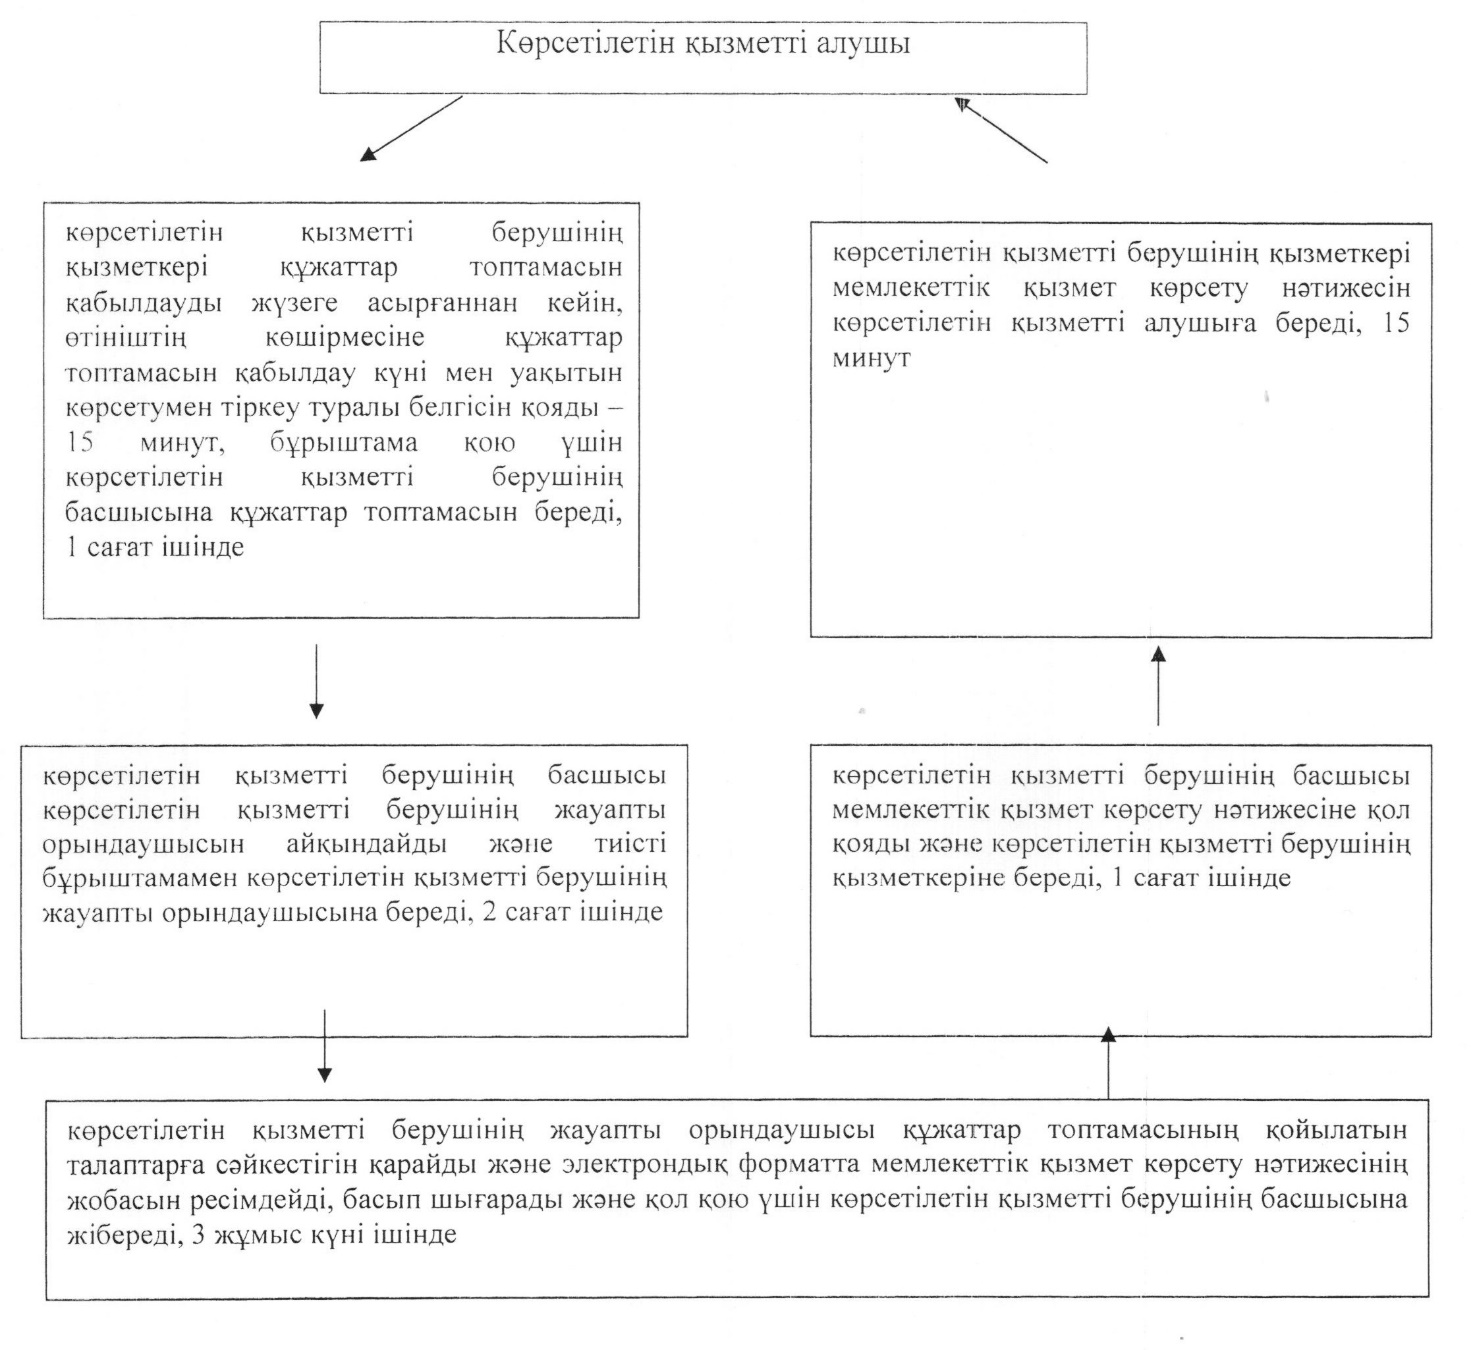 Көрсетілетін қызметті алушы
көрсетілетін қызметті берушінің
қызметкері құжаттар топтамасын
қабылдауды жүзеге асырғаннан кейін,
өтініштің көшірмесіне құжаттар
топтамасын қабылдау күні мен уақытын
көрсетумен тіркеу туралы белгісін қояды –
15 минут, бұрыштама қою үшін
көрсетілетін қызметті берушінің
басшысына құжаттар топтамасын береді,
1 сағат ішінде
көрсетілетін қызметті берушінің басшысы
көрсетілетін қызметті берушінің жауапты
орындаушысын айқындайды және тиісті
бұрыштамамен көрсетілетін қызметті берушінің
жауапты орындаушысына береді, 2 сағат ішінде
көрсетілетін қызметті берушінің жауапты орындаушысы құжаттар топтамасының қойылатын
талаптарға сәйкестігін қарайды және электрондық форматта мемлекеттік қызмет көрсету нәтижесінің
жобасын ресімдейді, басып шығарады және қол қою үшін көрсетілетін қызметті берушінің басшысына
жібереді, 3 жұмыс күні ішінде
көрсетілетін қызметті берушінің басшысы
мемлекеттік қызмет көрсету нәтижесіне қол
қояды және көрсетілетін қызметті берушінің
қызметкеріне береді, 1 сағат ішінде
көрсетілетін қызметті берушінің қызметкері
мемлекеттік қызмет көрсету нәтижесін
көрсетілетін қызметті алушыға береді, 15
минут